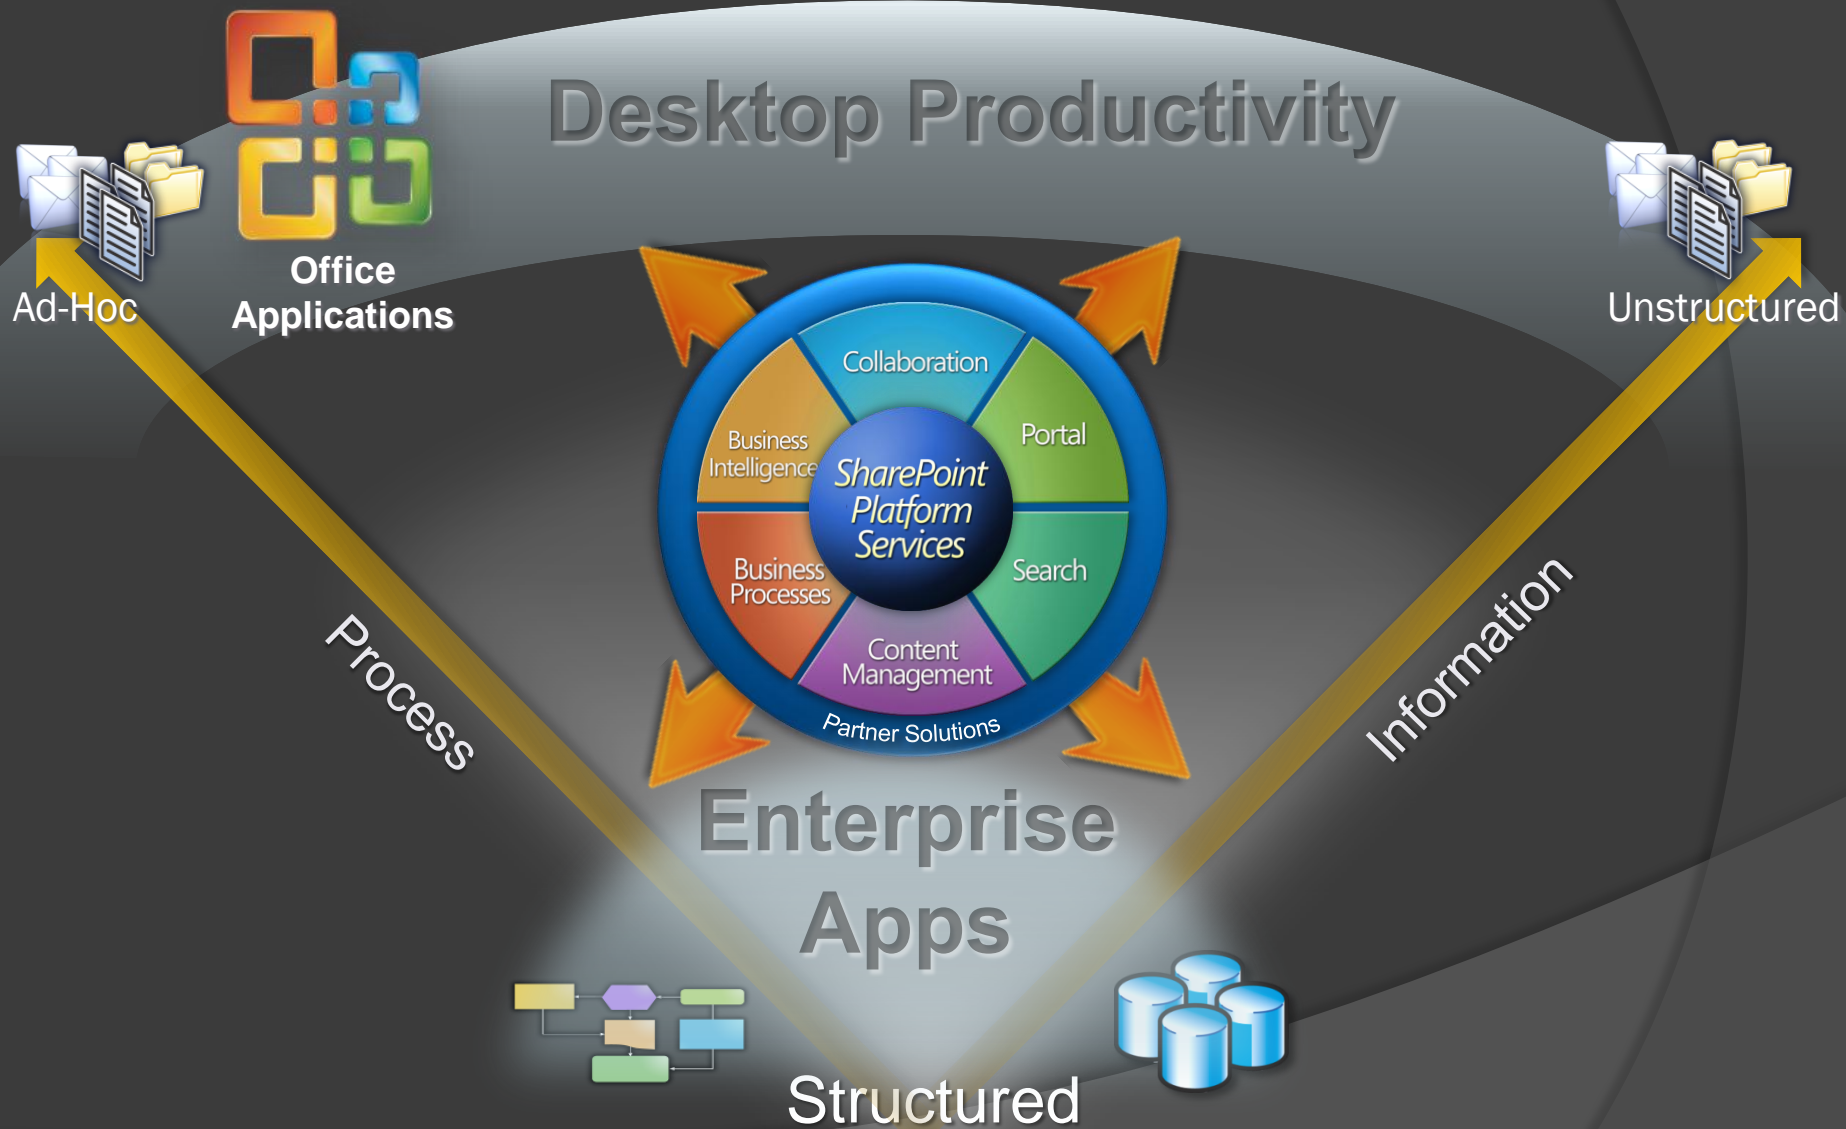 Desktop Productivity
Office
Applications
Ad-Hoc
Unstructured
Collaboration
Business
Intelligence
Portal
SharePoint
Platform
Services
Business
Processes
Search
Content
Management
Partner Solutions
Process
Information
Enterprise
Apps
Structured